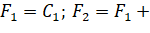 F₁ = C₁; F₂ = F₁ +